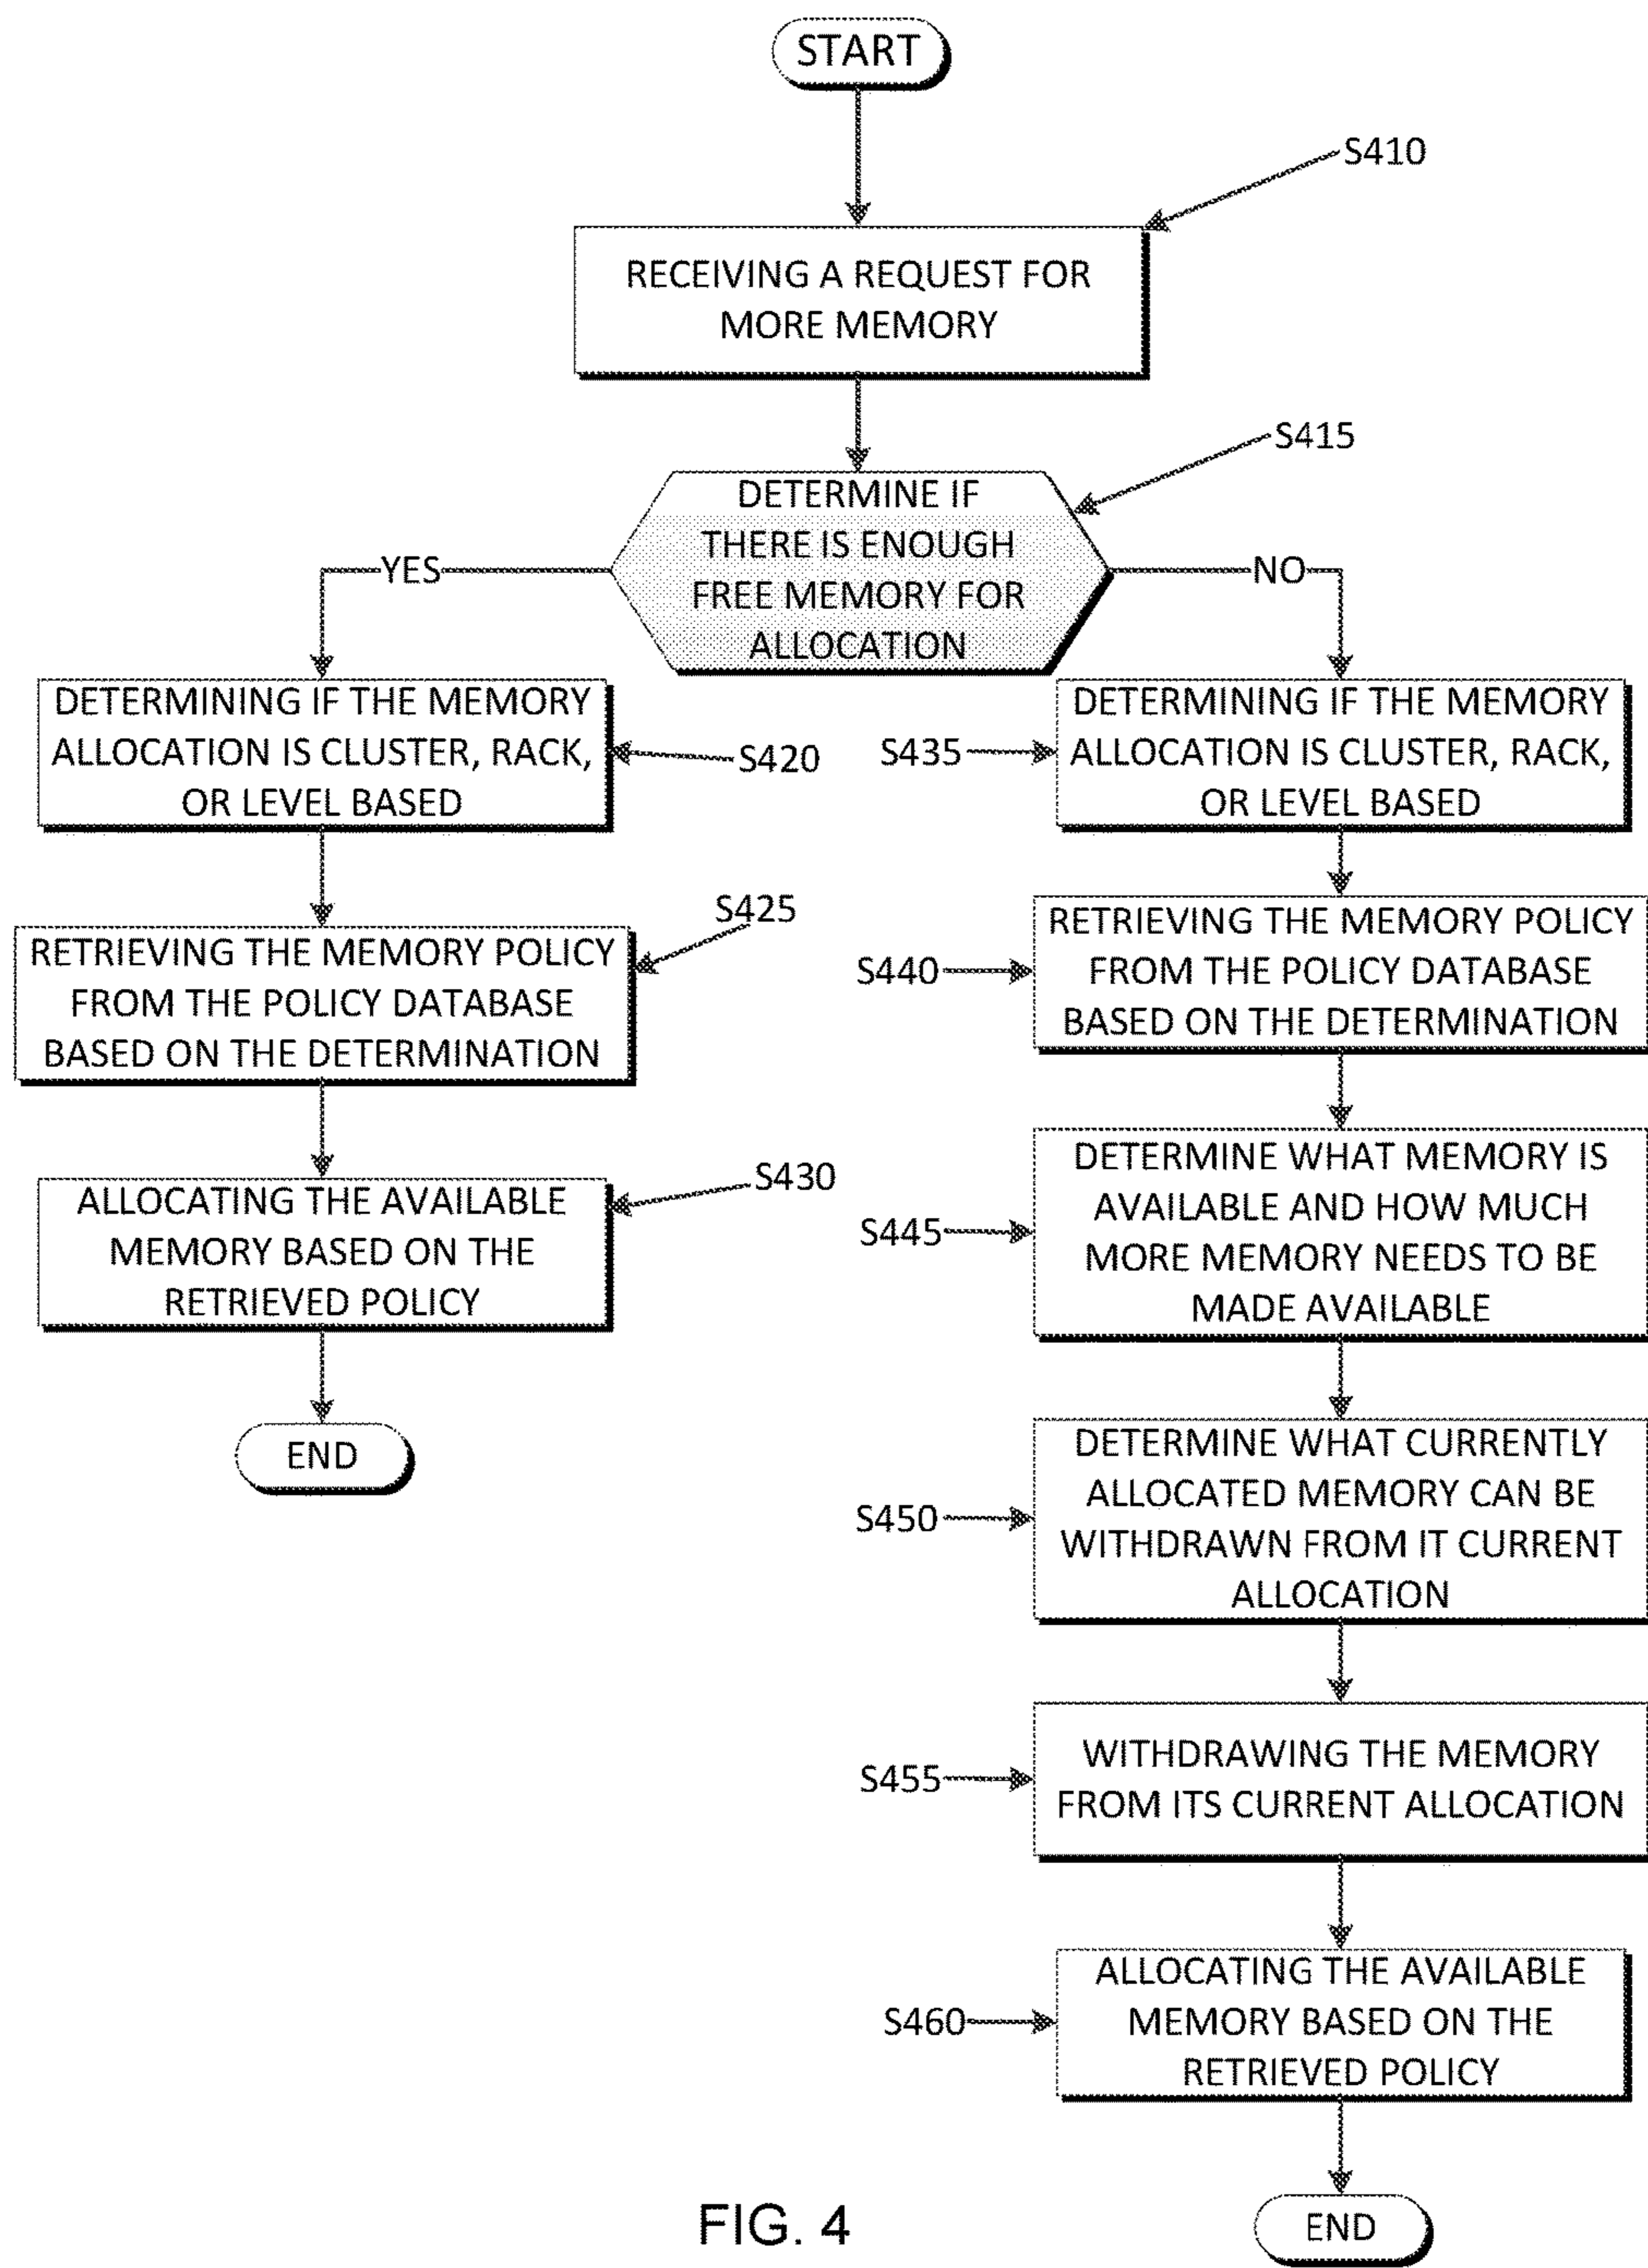 START
S410
RECEIVING A REQUEST FOR
MORE MEMORY
S415
DETERMINE IF
THERE IS ENOUGH
FREE MEMORY FOR
ALLOCATION
YES
NO
DETERMINING IF THE MEMORY
ALLOCATION IS CLUSTER, RACK,
OR LEVEL BASED
S420
RETRIEVING THE MEMORY POLICY
FROM THE POLICY DATABASE
BASED ON THE DETERMINATION
S425
ALLOCATING THE AVAILABLE
MEMORY BASED ON THE
RETRIEVED POLICY
S430
END
S435
DETERMINING IF THE MEMORY
ALLOCATION IS CLUSTER, RACK,
OR LEVEL BASED
S440
RETRIEVING THE MEMORY POLICY
FROM THE POLICY DATABASE
BASED ON THE DETERMINATION
S445
DETERMINE WHAT MEMORY IS
AVAILABLE AND HOW MUCH
MORE MEMORY NEEDS TO BE
MADE AVAILABLE
S450
DETERMINE WHAT CURRENTLY
ALLOCATED MEMORY CAN BE
WITHDRAWN FROM IT CURRENT
ALLOCATION
S455
WITHDRAWING THE MEMORY
FROM ITS CURRENT ALLOCATION
S460
ALLOCATING THE AVAILABLE
MEMORY BASED ON THE
RETRIEVED POLICY
END
FIG. 4